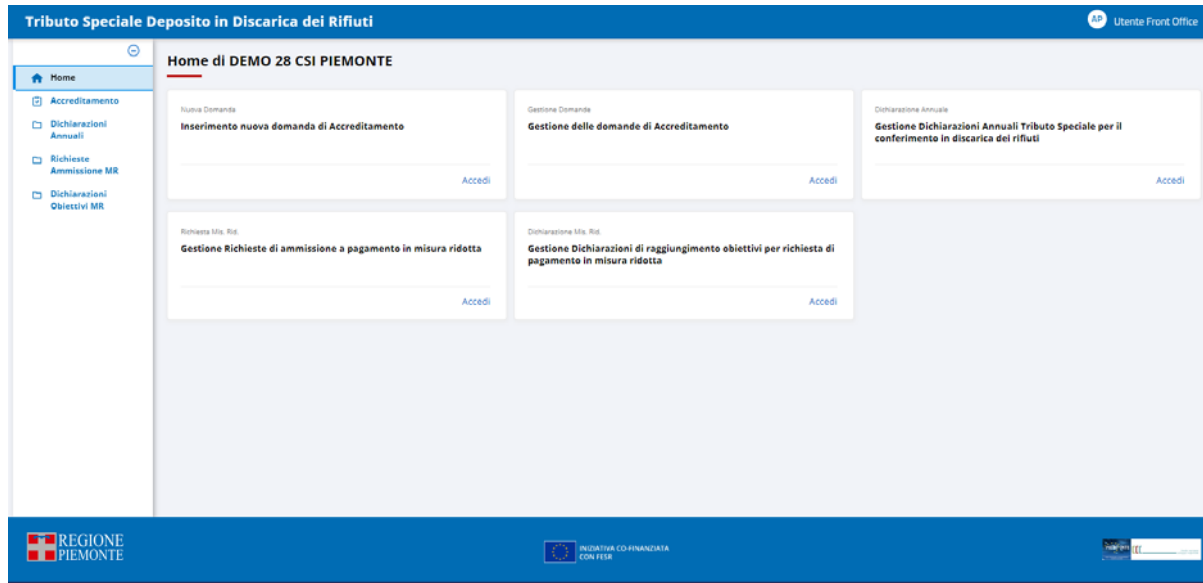 Tributo Speciale Deposito in Discarica dei Rifiuti
AP Utente Front Office
Home
Accreditamento
Dichiarazioni
Annuali
Richieste
Ammissione MR
Dichiarazioni
Obiettivi MR
Home di DEMO 28 CSI PIEMONTE
Nuova Domanda
Inserimento nuova domanda di Accreditamento
Accedi
Gestione Domande
Gestione delle domande di Accreditamento
Accedi
Dichiarazione Annuale
Gestione Dichiarazioni Annuali Tributo Speciale per il
conferimento in discarica dei rifiuti
Accedi
Richiesta Mis. Rid.
Gestione Richieste di ammissione a pagamento in misura ridotta
Accedi
Dichiarazione Mis. Rid.
Gestione Dichiarazioni di raggiungimento obiettivi per richiesta di
pagamento in misura ridotta
Accedi
REGIONE
PIEMONTE
INIZIATIVA CO-FINANZIATA
CON FESR